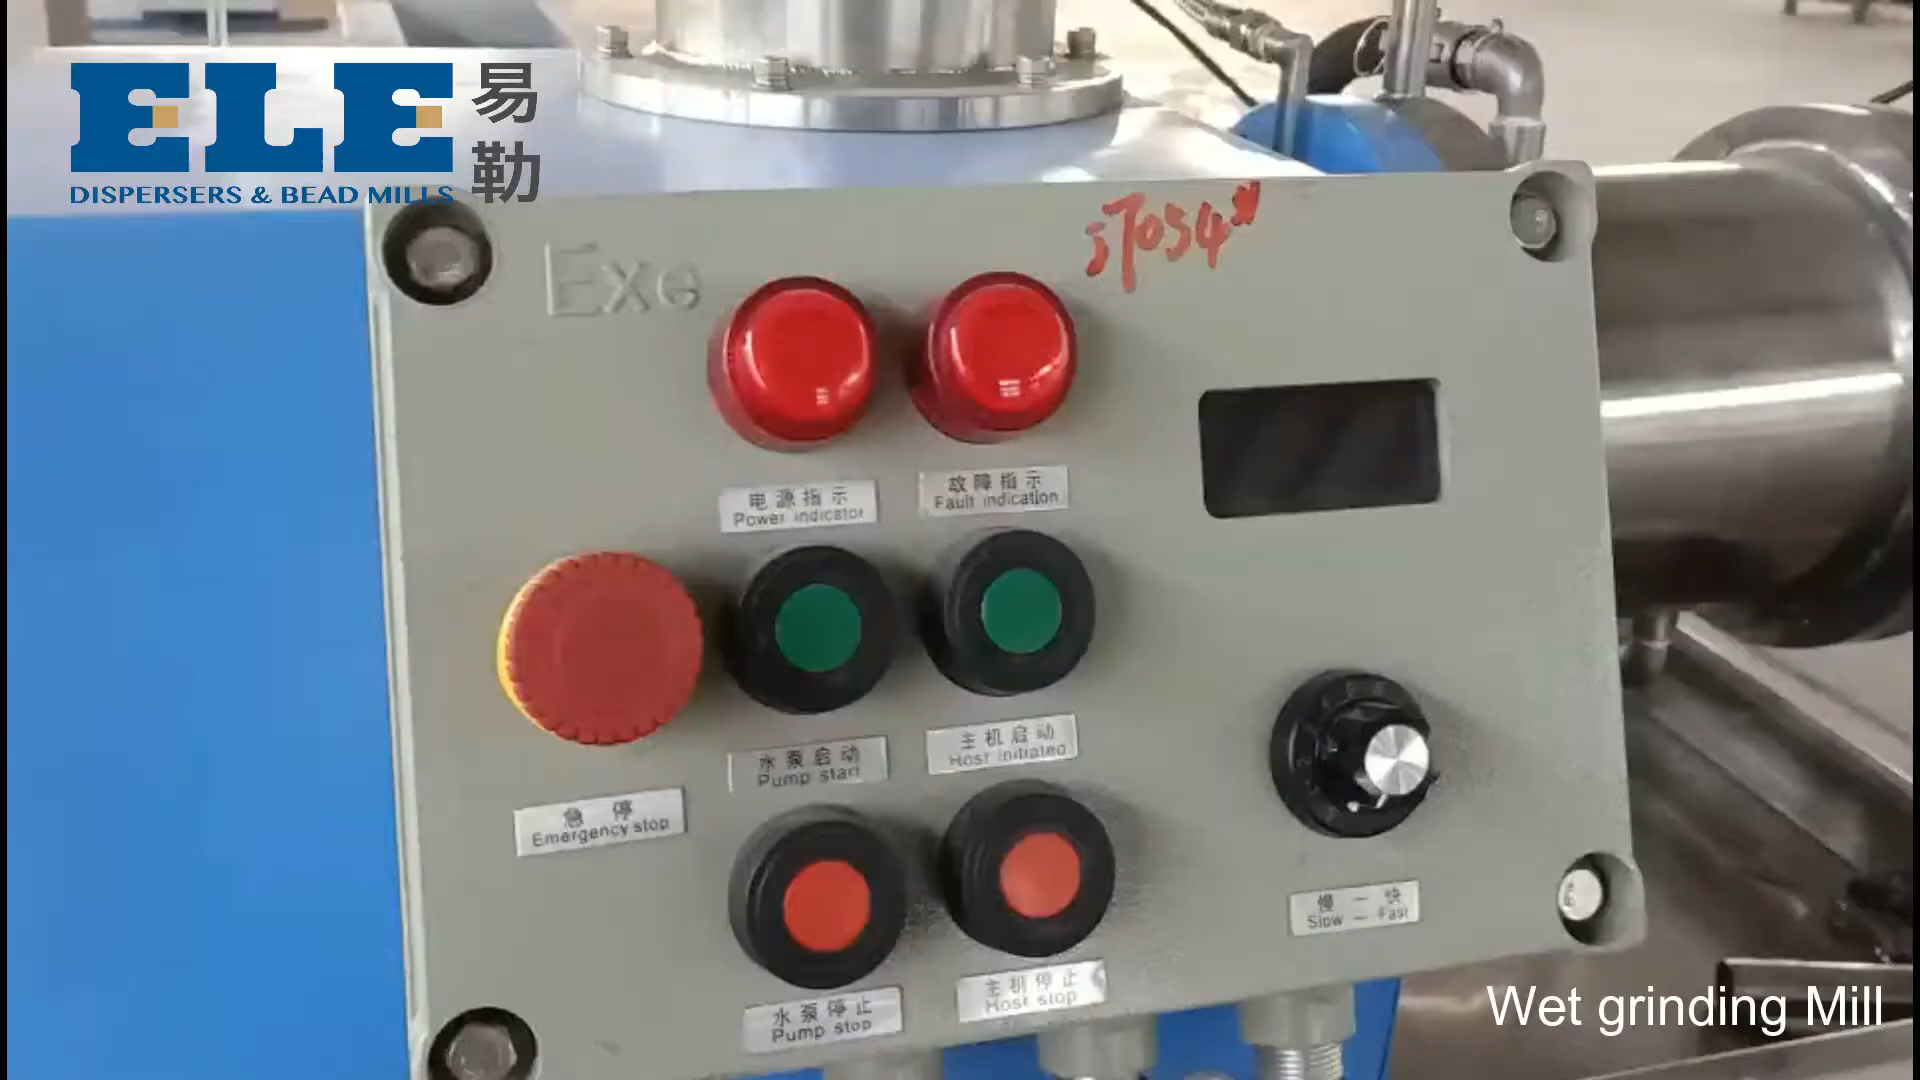 ELE
易勒
DISPERSERS & BEAD MILLS
Exe
电源指示
Power indicator
故障指示
Fault indication
水泵启动
Pump start
主机启动
Host initiated
急停
Emergency stop
水泵停止
Pump stop
主机停止
Host stop
慢 — 快
Slow — Fast
Wet grinding Mill